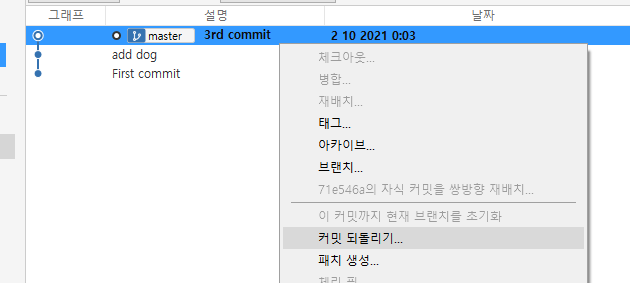 그래프 설명 날짜
master 3rd commit 2 10 2021 0:03
add dog
First commit
체크아웃...
병합...
재배치...
태그...
아카이브...
브랜치...
71e546a의 자식 커밋을 쌍방향 재배치...
이 커밋까지 현재 브랜치를 초기화
커밋 되돌리기...
패치 생성...